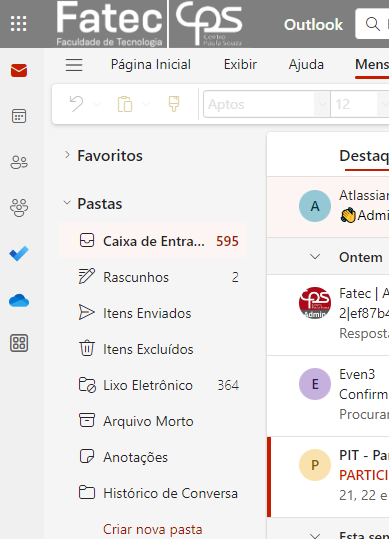 Fatec
Faculdade de Tecnologia
CPS
Centro
Paula Souza
Outlook
Página Inicial
Exibir
Ajuda
Mens
Aptos
12
Favoritos
Destaq
Pastas
A
Atlassian
👋Admi
Caixa de Entra... 595
Ontem
Rascunhos 2
Fatec | A
CPS
Admin
2|ef87b4
Itens Enviados
Respost
Itens Excluídos
E
Even3
Lixo Eletrônico 364
Confirm
Procurar
Arquivo Morto
Anotações
P
PIT - Pa
PARTICI
Histórico de Conversa
21, 22 e
Criar nova pasta
Esta sem